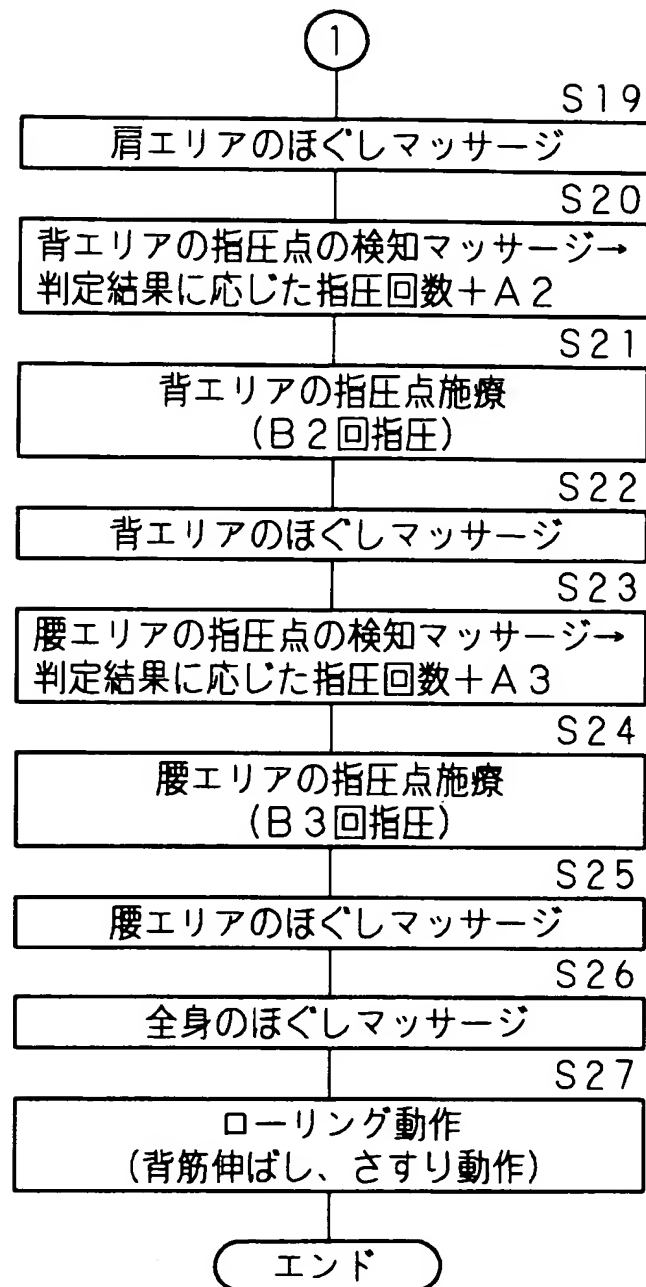 1
S19
肩エリアのほぐしマッサージ
S20
背エリアの指圧点の検知マッサージ→
判定結果に応じた指圧回数+A2
S21
背エリアの指圧点施療
(B2回指圧)
S22
背エリアのほぐしマッサージ
S23
腰エリアの指圧点の検知マッサージ→
判定結果に応じた指圧回数+A3
S24
腰エリアの指圧点施療
(B3回指圧)
S25
腰エリアのほぐしマッサージ
S26
全身のほぐしマッサージ
S27
ローリング動作
(背筋伸ばし、さすり動作)
エンド